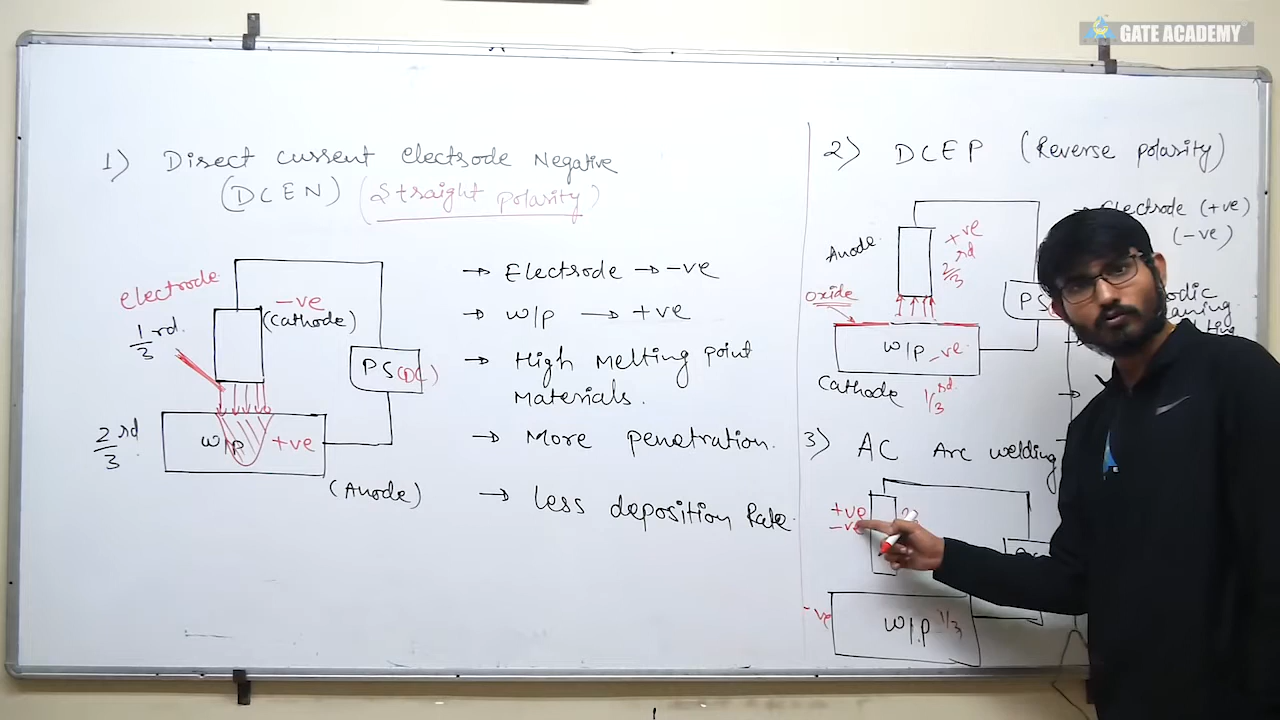 GATE ACADEMY
1) Direct current electrode Negative
(DCEN) (Straight polarity)
electrode
-ve
(Cathode)
1/3 rd.
PS(DC)
2/3 rd
w/p
+ve
(Anode)
→ Electrode → -ve
→ w/p → +ve
→ High Melting point
Materials.
→ More penetration.
→ less deposition Rate.
2) DCEP (Reverse polarity)
→ Electrode (+ve)
(-ve)
Anode
+ve
2/3 rd
Oxide
PS
w/p -ve
Cathode 1/3 rd.
3) AC Arc welding
+ve
-ve
-ve
w/p 1/3